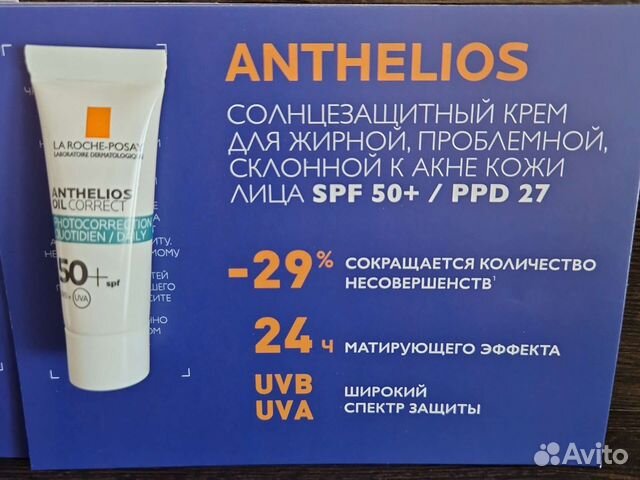 ANTHELIOS
СОЛНЦЕЗАЩИТНЫЙ КРЕМ
ДЛЯ ЖИРНОЙ, ПРОБЛЕМНОЙ,
СКЛОННОЙ К АКНЕ КОЖИ
ЛИЦА SPF 50+ / PPD 27
-29% СОКРАЩАЕТСЯ КОЛИЧЕСТВО
НЕСОВЕРШЕНСТВ¹
24 Ч МАТИРУЮЩЕГО ЭФФЕКТА
UVB ШИРОКИЙ
UVA СПЕКТР ЗАЩИТЫ
LA ROCHE-POSAY
LABORATOIRE DERMATOLOGIQUE
ANTHELIOS
OIL CORRECT
PHOTOCORRECTION
QUOTIDIEN / DAILY
50+ spf
UVA
Avito